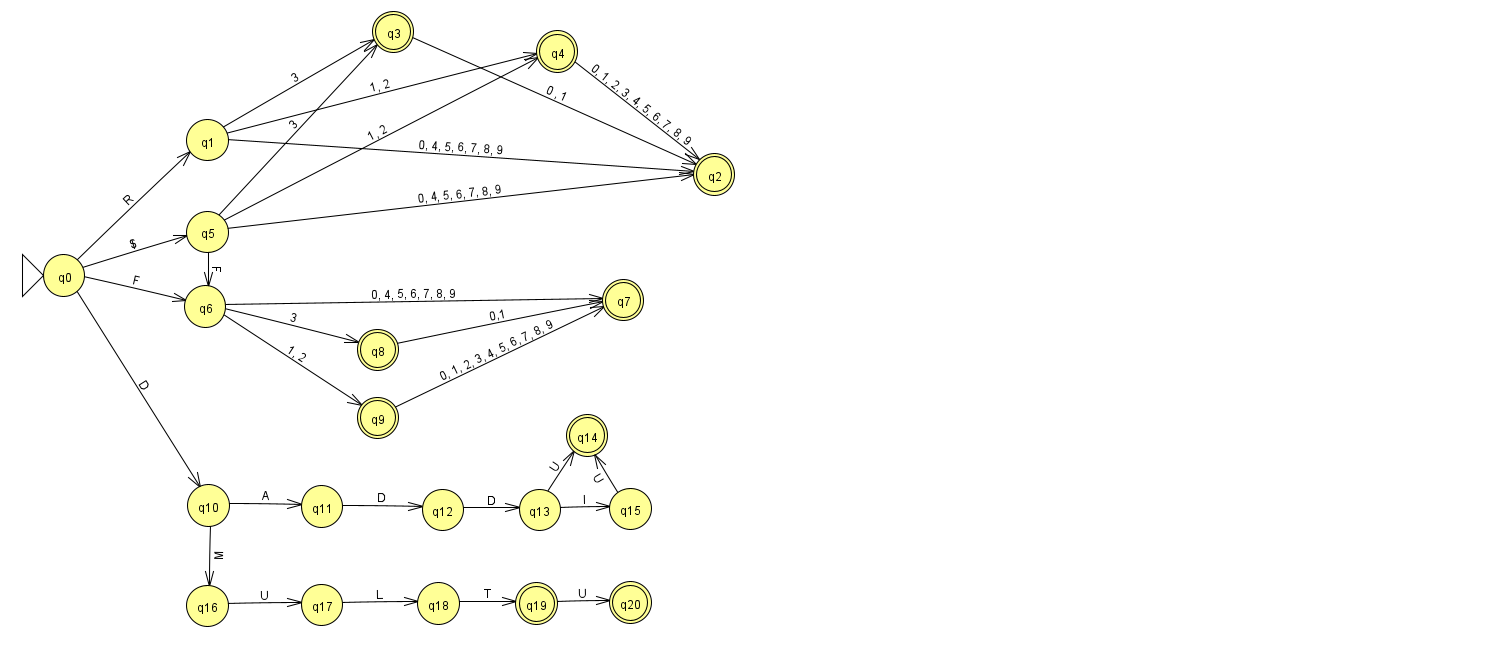 q3
q4
3
1, 2
0, 1
0, 1, 2, 3, 4, 5, 6, 7, 8, 9
q1
3
1, 2
0, 4, 5, 6, 7, 8, 9
q2
R
q5
0, 4, 5, 6, 7, 8, 9
$
q0
F
F
q6
0, 4, 5, 6, 7, 8, 9
q7
3
0,1
1, 2
q8
0, 1, 2, 3, 4, 5, 6, 7, 8, 9
D
q9
q14
U
U
q10
A
q11
D
q12
D
q13
I
q15
M
q16
U
q17
L
q18
T
q19
U
q20